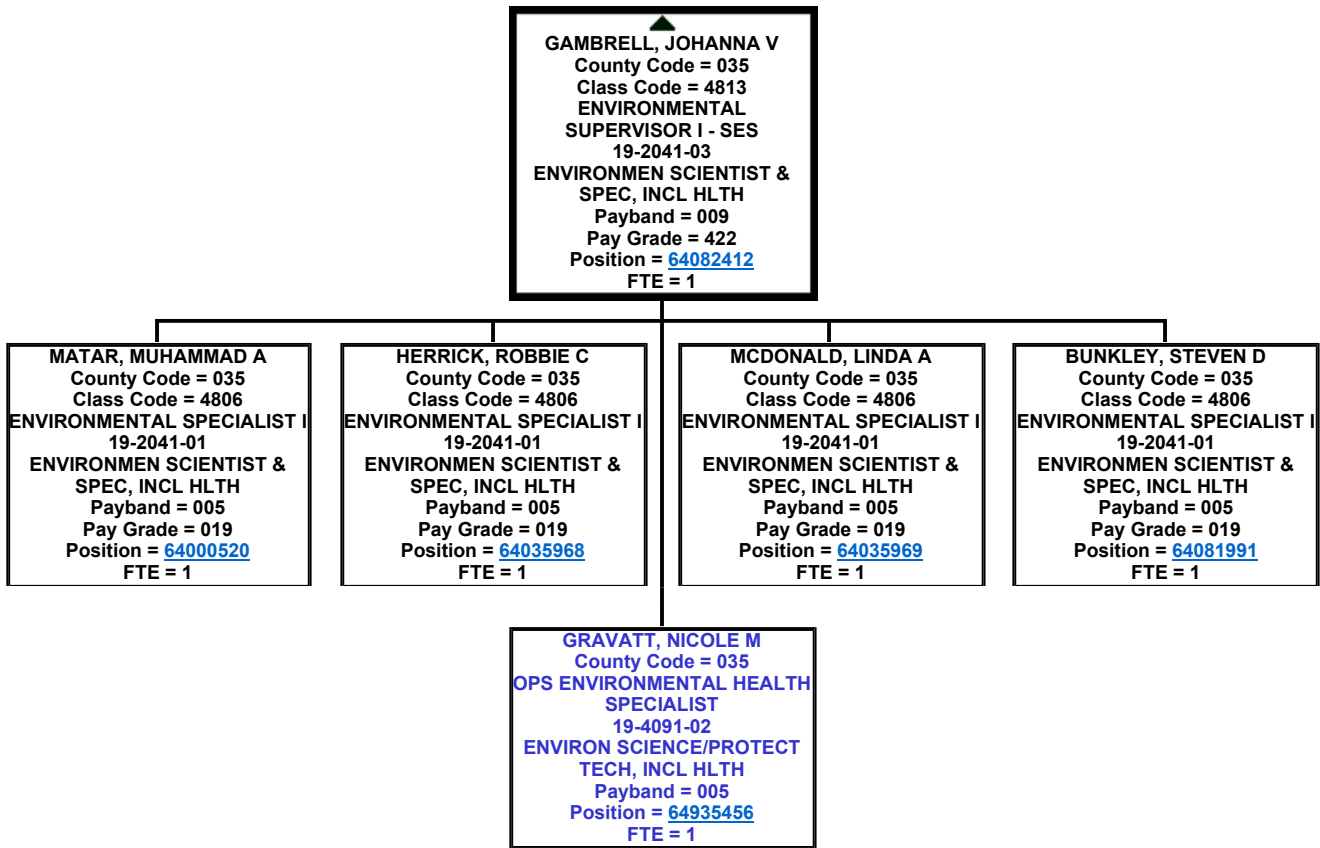 GAMBRELL, JOHANNA V
County Code = 035
Class Code = 4813
ENVIRONMENTAL
SUPERVISOR I - SES
19-2041-03
ENVIRONMEN SCIENTIST &
SPEC, INCL HLTH
Payband = 009
Pay Grade = 422
Position = 64082412
FTE = 1
MATAR, MUHAMMAD A
County Code = 035
Class Code = 4806
ENVIRONMENTAL SPECIALIST I
19-2041-01
ENVIRONMEN SCIENTIST &
SPEC, INCL HLTH
Payband = 005
Pay Grade = 019
Position = 64000520
FTE = 1
HERRICK, ROBBIE C
County Code = 035
Class Code = 4806
ENVIRONMENTAL SPECIALIST I
19-2041-01
ENVIRONMEN SCIENTIST &
SPEC, INCL HLTH
Payband = 005
Pay Grade = 019
Position = 64035968
FTE = 1
MCDONALD, LINDA A
County Code = 035
Class Code = 4806
ENVIRONMENTAL SPECIALIST I
19-2041-01
ENVIRONMEN SCIENTIST &
SPEC, INCL HLTH
Payband = 005
Pay Grade = 019
Position = 64035969
FTE = 1
BUNKLEY, STEVEN D
County Code = 035
Class Code = 4806
ENVIRONMENTAL SPECIALIST I
19-2041-01
ENVIRONMEN SCIENTIST &
SPEC, INCL HLTH
Payband = 005
Pay Grade = 019
Position = 64081991
FTE = 1
GRAVATT, NICOLE M
County Code = 035
OPS ENVIRONMENTAL HEALTH
SPECIALIST
19-4091-02
ENVIRON SCIENCE/PROTECT
TECH, INCL HLTH
Payband = 005
Position = 64935456
FTE = 1